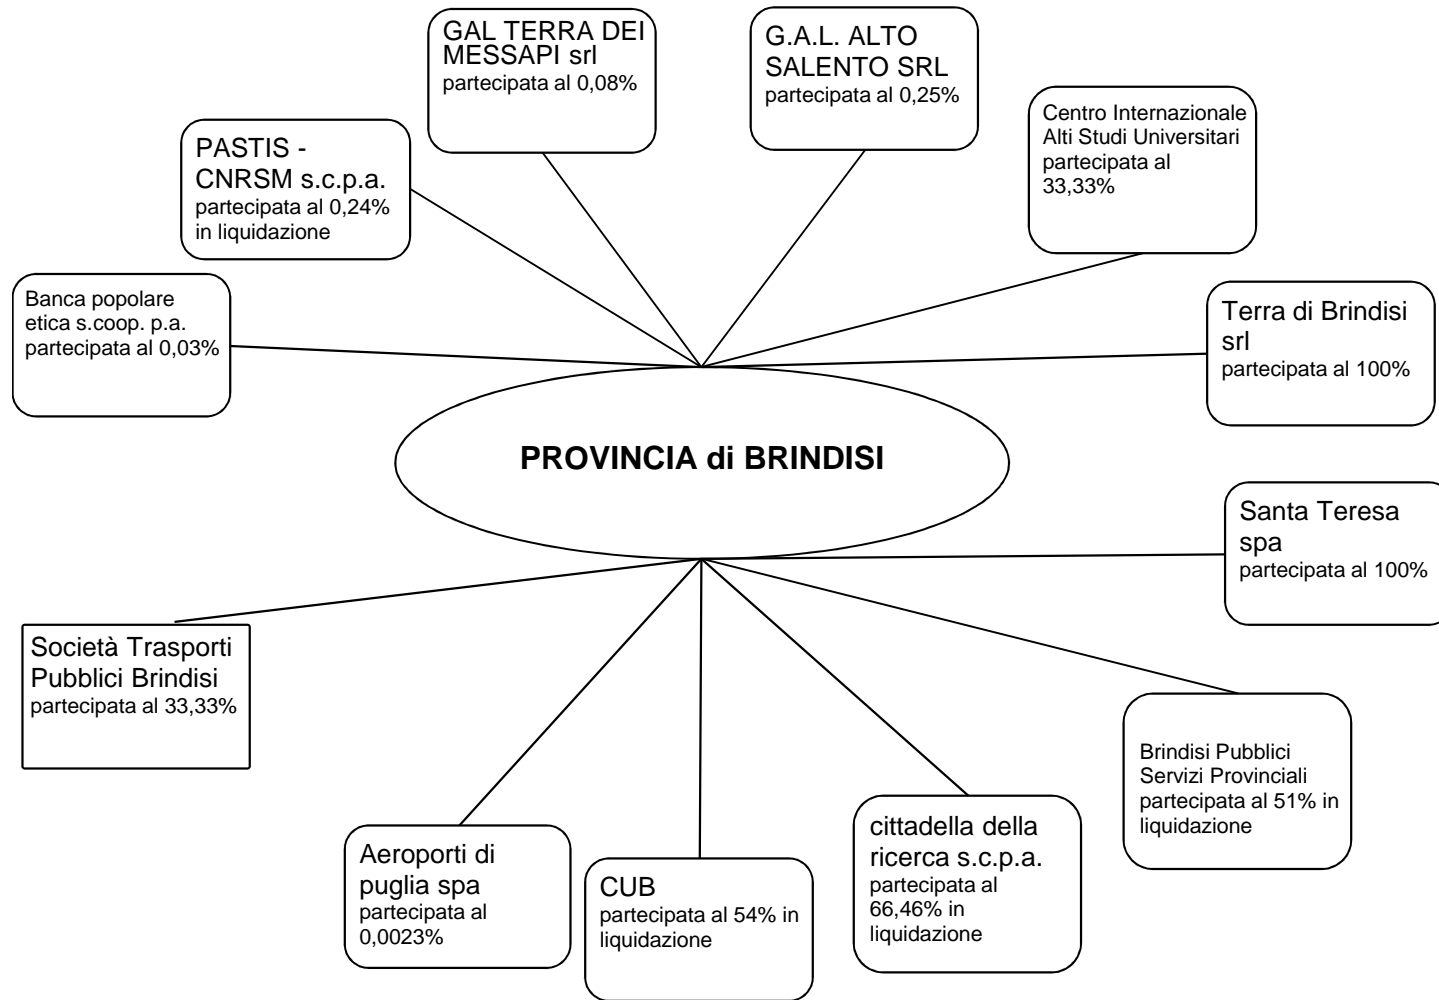 GAL TERRA DEI
MESSAPI srl
partecipata al 0,08%
G.A.L. ALTO
SALENTO SRL
partecipata al 0,25%
Centro Internazionale
Alti Studi Universitari
partecipata al
33,33%
PASTIS -
CNRSM s.c.p.a.
partecipata al 0,24%
in liquidazione
Banca popolare
etica s.coop. p.a.
partecipata al 0,03%
Terra di Brindisi
srl
partecipata al 100%
PROVINCIA di BRINDISI
Santa Teresa
spa
partecipata al 100%
Società Trasporti
Pubblici Brindisi
partecipata al 33,33%
Brindisi Pubblici
Servizi Provinciali
partecipata al 51% in
liquidazione
cittadella della
ricerca s.c.p.a.
partecipata al
66,46% in
liquidazione
Aeroporti di
puglia spa
partecipata al
0,0023%
CUB
partecipata al 54% in
liquidazione